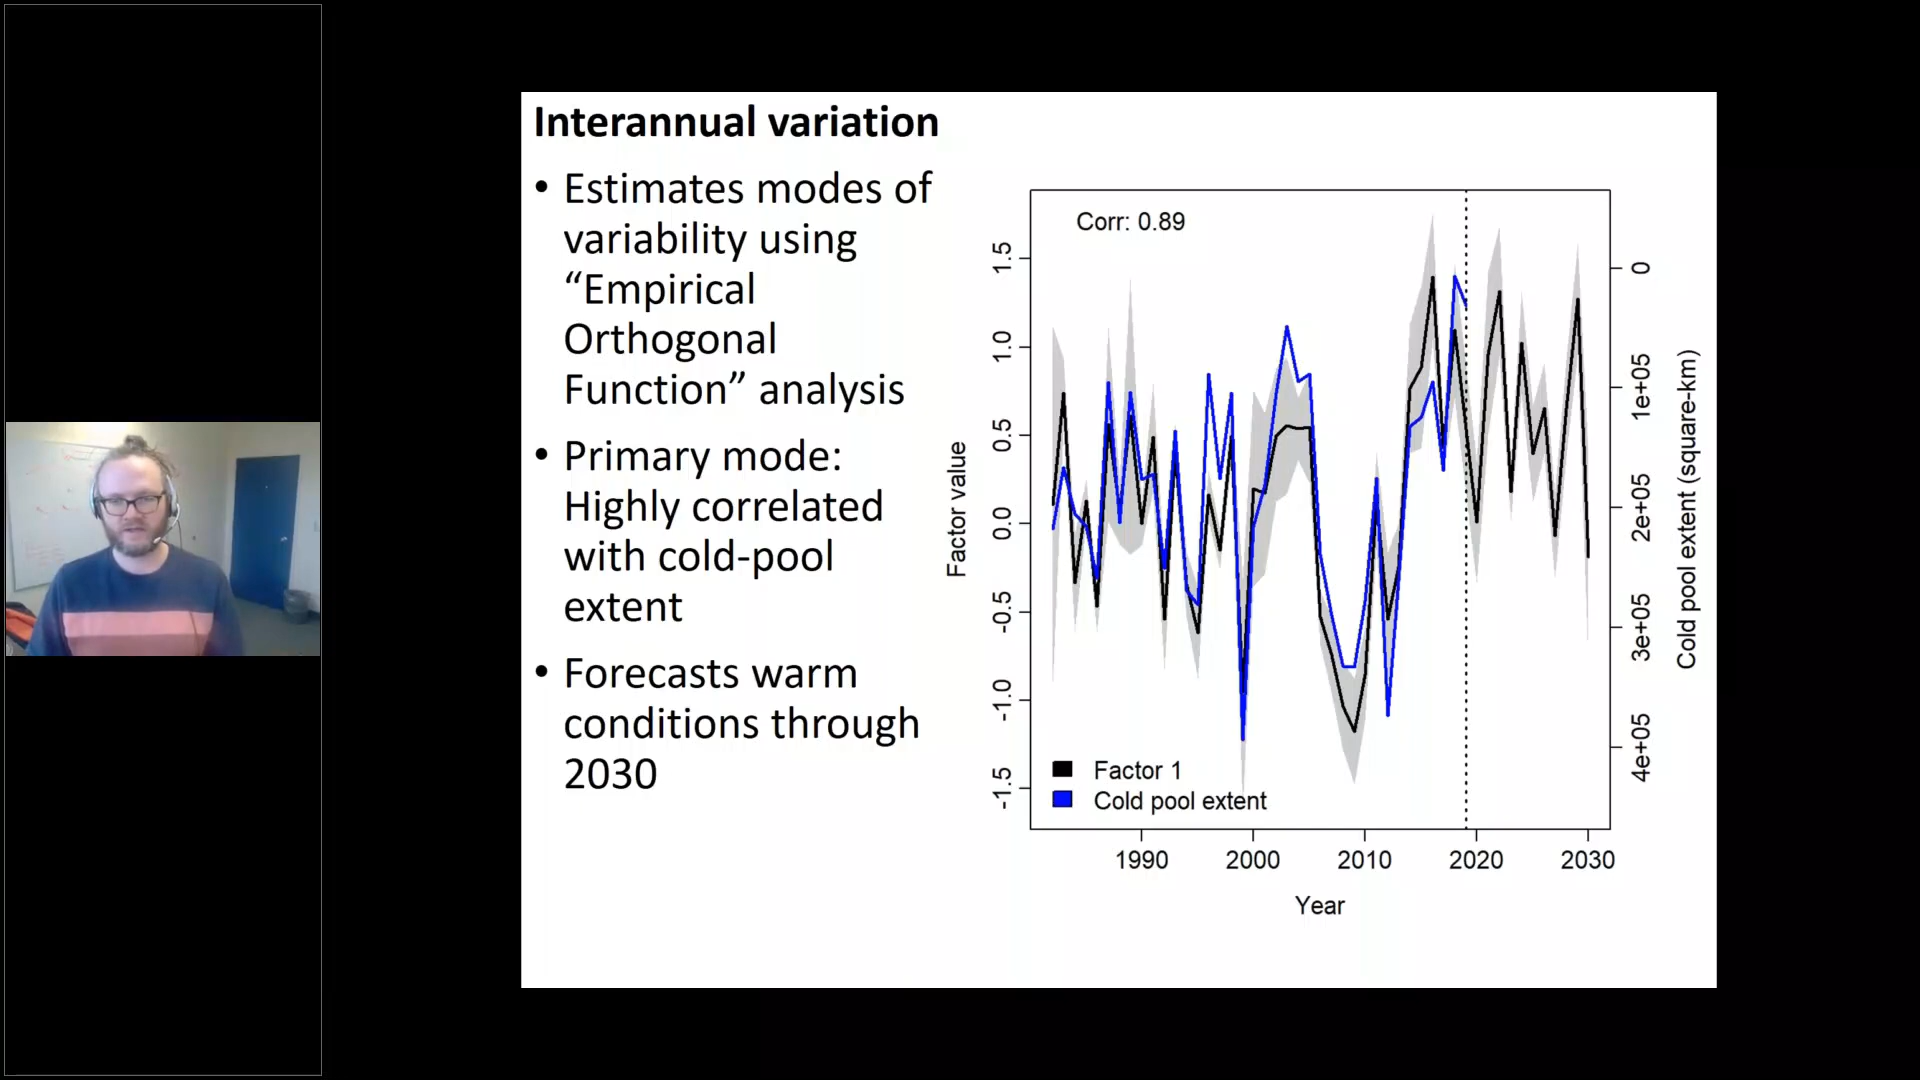 Interannual variation
• Estimates modes of
variability using
“Empirical
Orthogonal
Function” analysis
• Primary mode:
Highly correlated
with cold-pool
extent
• Forecasts warm
conditions through
2030
Corr: 0.89
Factor value
1.5
1.0
0.5
0.0
-0.5
-1.0
-1.5
0
1e+05
2e+05
3e+05
4e+05
Cold pool extent (square-km)
Factor 1
Cold pool extent
1990 2000 2010 2020 2030
Year